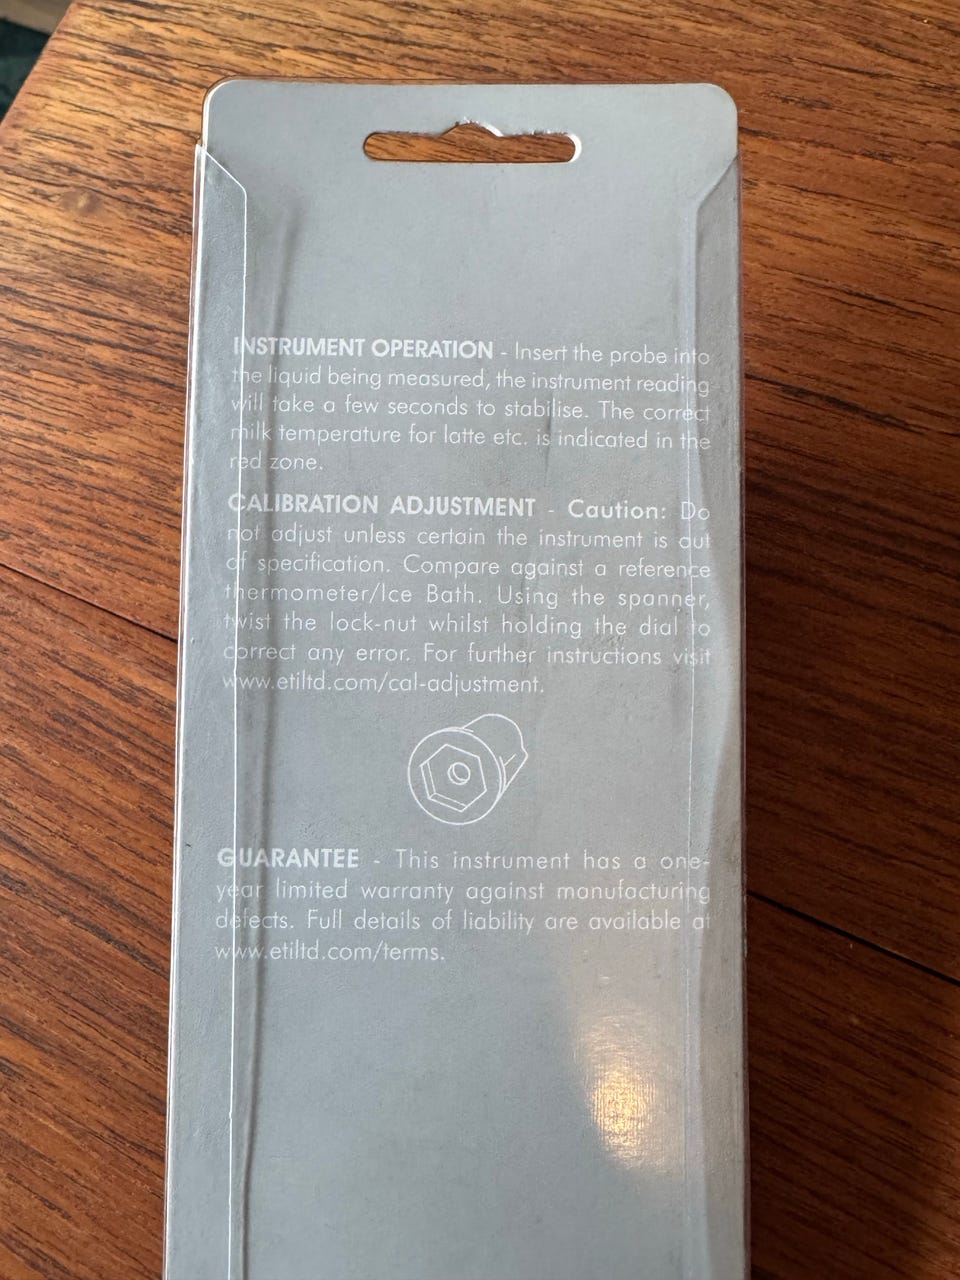 INSTRUMENT OPERATION - Insert the probe into
the liquid being measured, the instrument reading
will take a few seconds to stabilise. The correct
milk temperature for latte etc. is indicated in the
red zone.
CALIBRATION ADJUSTMENT - Caution: Do
not adjust unless certain the instrument is out
of specification. Compare against a reference
thermometer/Ice Bath. Using the spanner,
twist the lock-nut whilst holding the dial to
correct any error. For further instructions visit
www.etiltd.com/cal-adjustment.
GUARANTEE - This instrument has a one-
year limited warranty against manufacturing
defects. Full details of liability are available at
www.etiltd.com/terms.